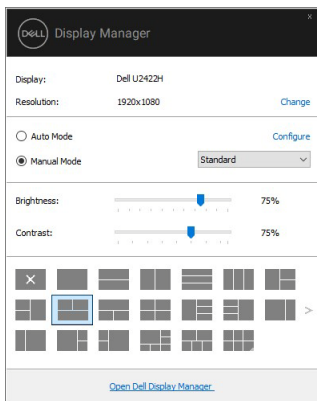 DELL Display Manager
Display: Dell U2422H
Resolution: 1920x1080 Change
Auto Mode Configure
Manual Mode Standard
Brightness: 75%
Contrast: 75%
Open Dell Display Manager